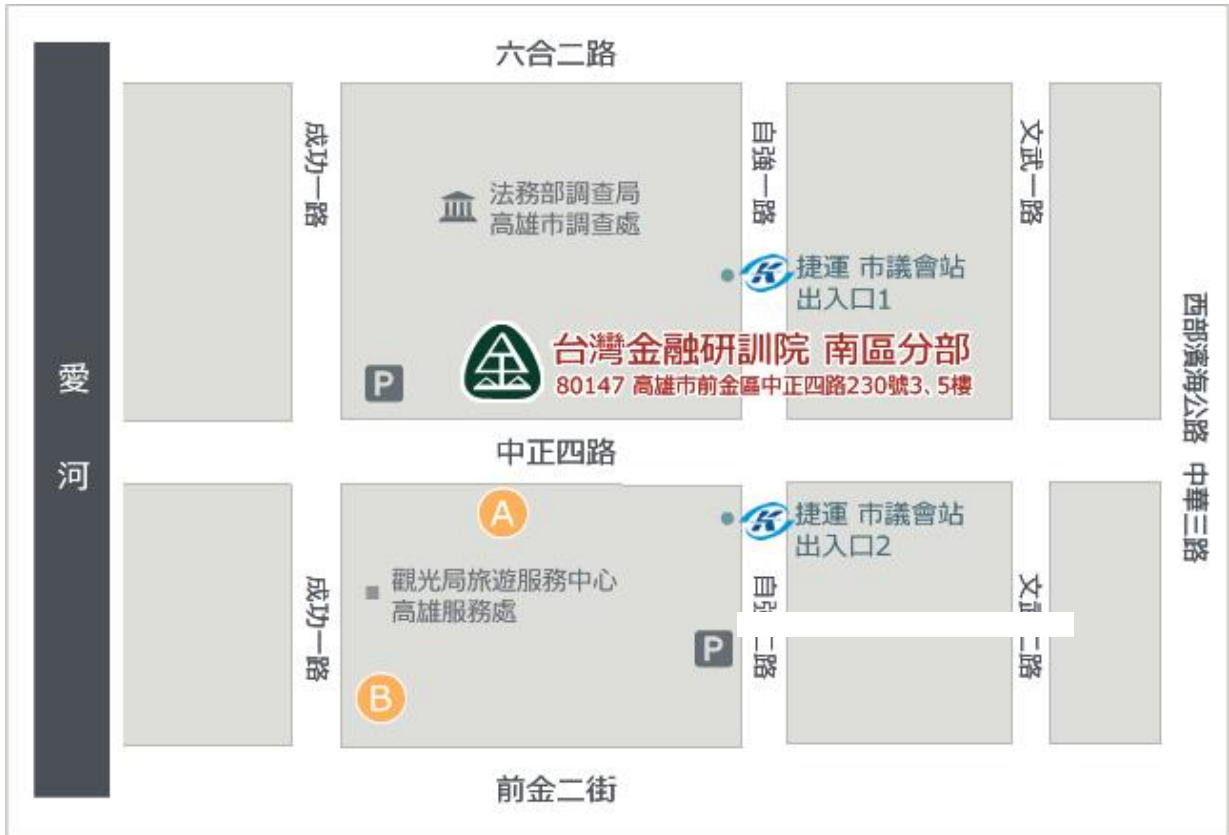 六合二路
成功一路
自強一路
文武一路
法務部調查局
高雄市調查處
捷運 市議會站
出入口1
台灣金融研訓院 南區分部
80147 高雄市前金區中正四路230號3、5樓
P
愛河
西部濱海公路 中華三路
中正四路
A
捷運 市議會站
出入口2
觀光局旅遊服務中心
高雄服務處
成功一路
自 二路
文 二路
P
B
前金二街